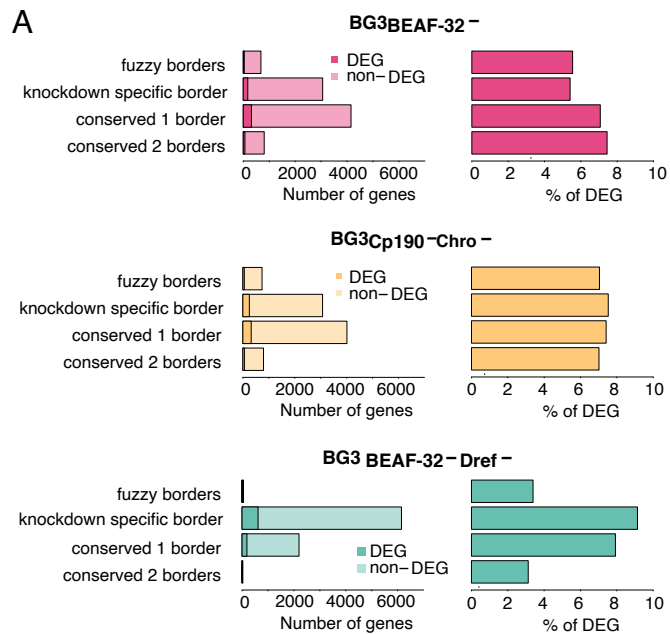 A
BG3BEAF-32 −
fuzzy borders
knockdown specific border
conserved 1 border
conserved 2 borders
DEG
non−DEG
0 2000 4000 6000
Number of genes
0 2 4 6 8 10
% of DEG
BG3Cp190 −Chro −
fuzzy borders
knockdown specific border
conserved 1 border
conserved 2 borders
DEG
non−DEG
0 2000 4000 6000
Number of genes
0 2 4 6 8 10
% of DEG
BG3 BEAF-32 − Dref −
fuzzy borders
knockdown specific border
conserved 1 border
conserved 2 borders
DEG
non−DEG
0 2000 4000 6000
Number of genes
0 2 4 6 8 10
% of DEG